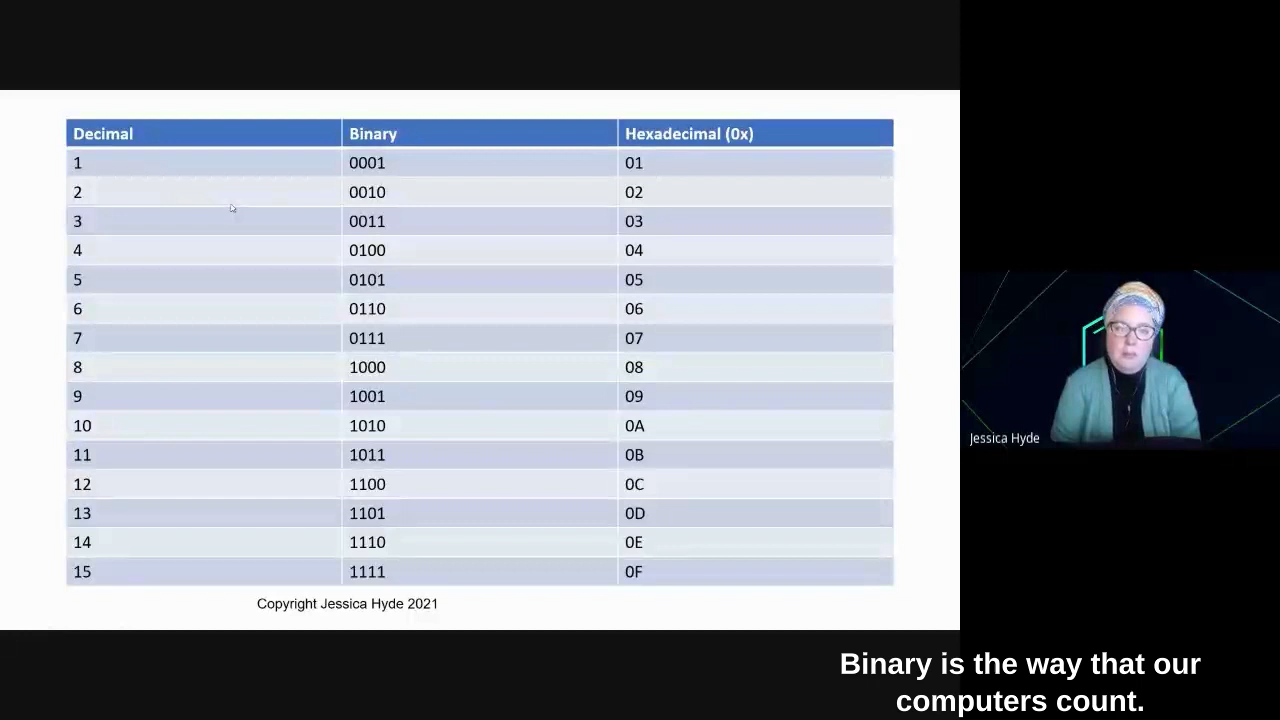 Decimal Binary Hexadecimal (0x)
1 0001 01
2 0010 02
3 0011 03
4 0100 04
5 0101 05
6 0110 06
7 0111 07
8 1000 08
9 1001 09
10 1010 0A
11 1011 0B
12 1100 0C
13 1101 0D
14 1110 0E
15 1111 0F
Copyright Jessica Hyde 2021
Jessica Hyde
Binary is the way that our
computers count.